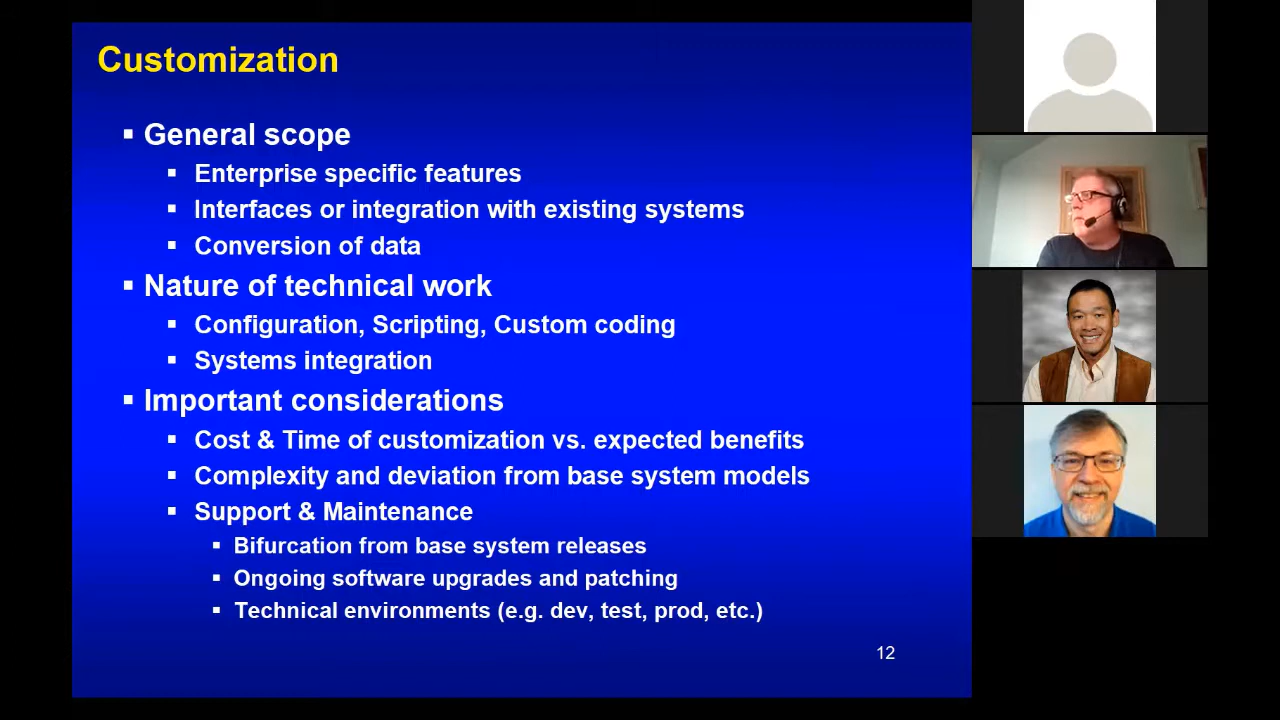 Customization
▪ General scope
▪ Enterprise specific features
▪ Interfaces or integration with existing systems
▪ Conversion of data
▪ Nature of technical work
▪ Configuration, Scripting, Custom coding
▪ Systems integration
▪ Important considerations
▪ Cost & Time of customization vs. expected benefits
▪ Complexity and deviation from base system models
▪ Support & Maintenance
▪ Bifurcation from base system releases
▪ Ongoing software upgrades and patching
▪ Technical environments (e.g. dev, test, prod, etc.)
12